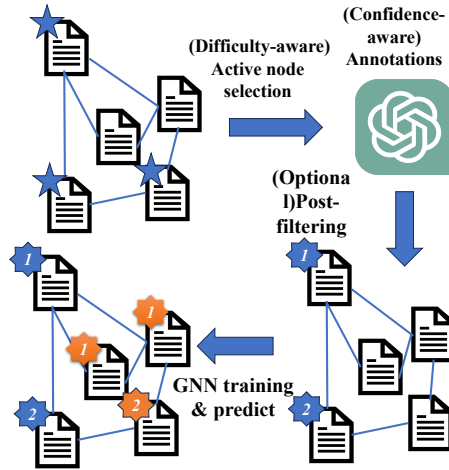 (Difficulty-aware)
Active node
selection
(Confidence-
aware)
Annotations
(Optiona
l)Post-
filtering
1
2
GNN training
& predict
1
1
1
2
2